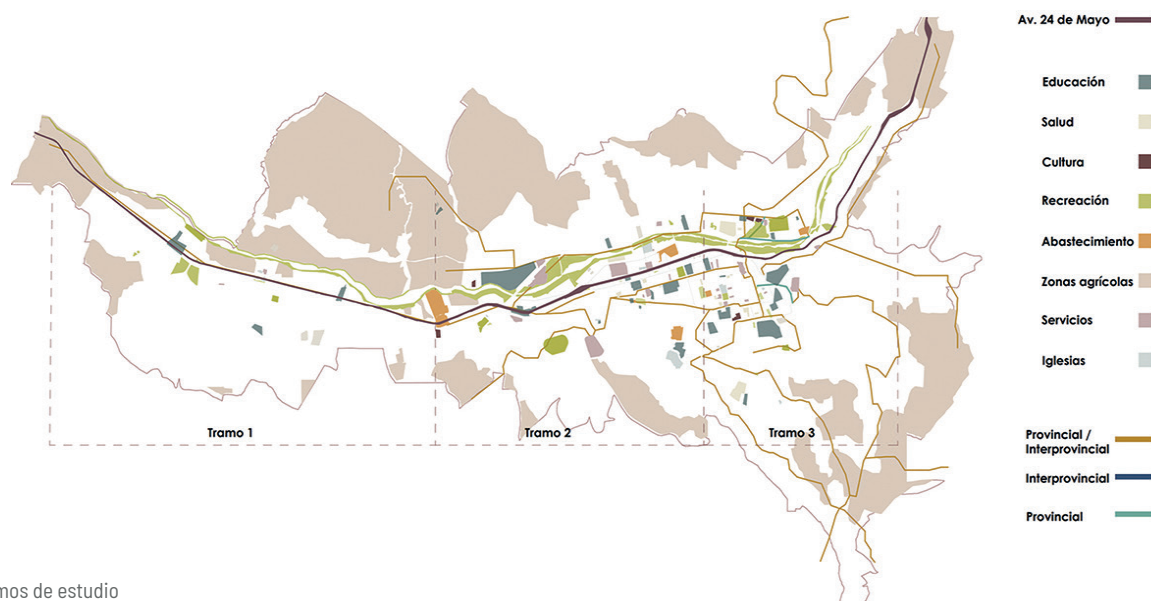 Av. 24 de Mayo
Educación
Salud
Cultura
Recreación
Abastecimiento
Zonas agrícolas
Servicios
Iglesias
Tramo 1
Tramo 2
Tramo 3
Provincial /
Interprovincial
Interprovincial
Provincial
de estudio